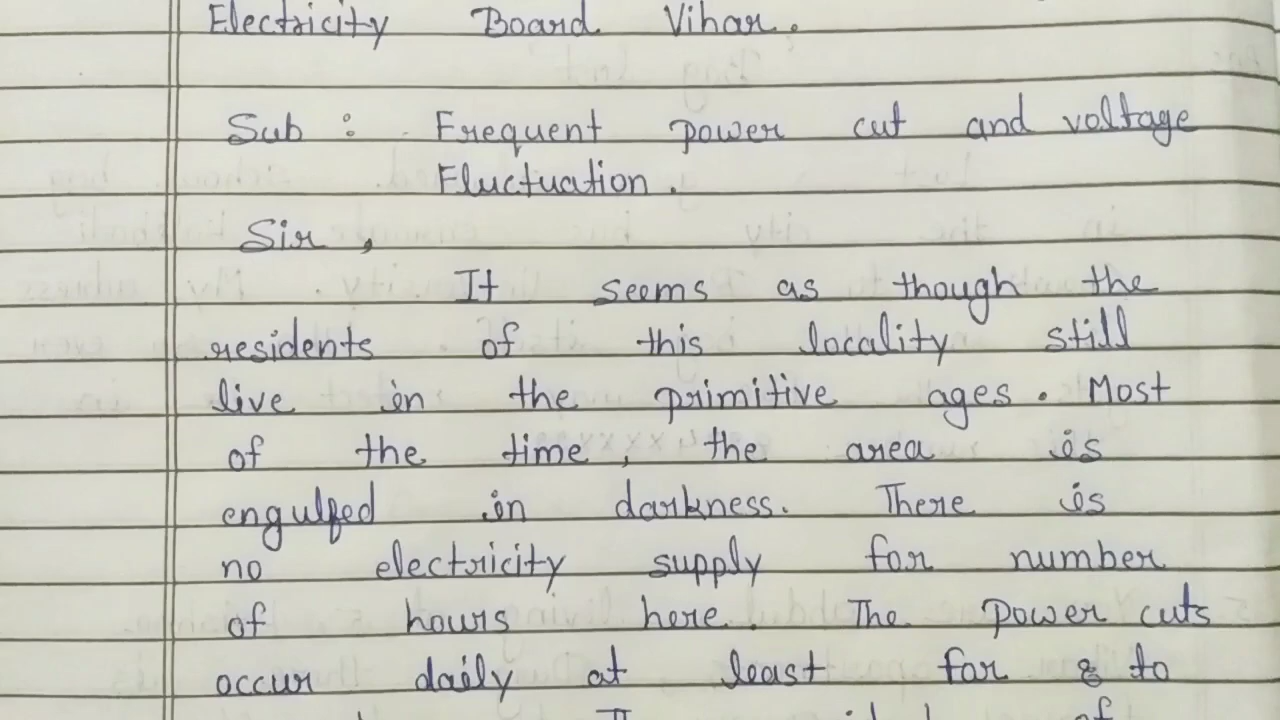 Electricity Board Vihar.
Sub : Frequent power cut and voltage
Fluctuation.
Sir,
It seems as though the
residents of this locality still
live in the primitive ages. Most
of the time, the area is
engulfed in darkness. There is
no electricity supply for number
of hours here. The power cuts
occur daily at least for 8 to